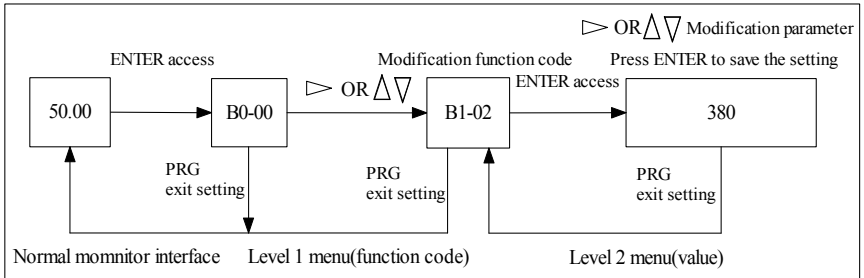 OR Modification parameter
ENTER access
Modification function code
Press ENTER to save the setting
OR
ENTER access
50.00
B0-00
B1-02
380
PRG
exit setting
PRG
exit setting
PRG
exit setting
Normal momnitor interface
Level 1 menu(function code)
Level 2 menu(value)